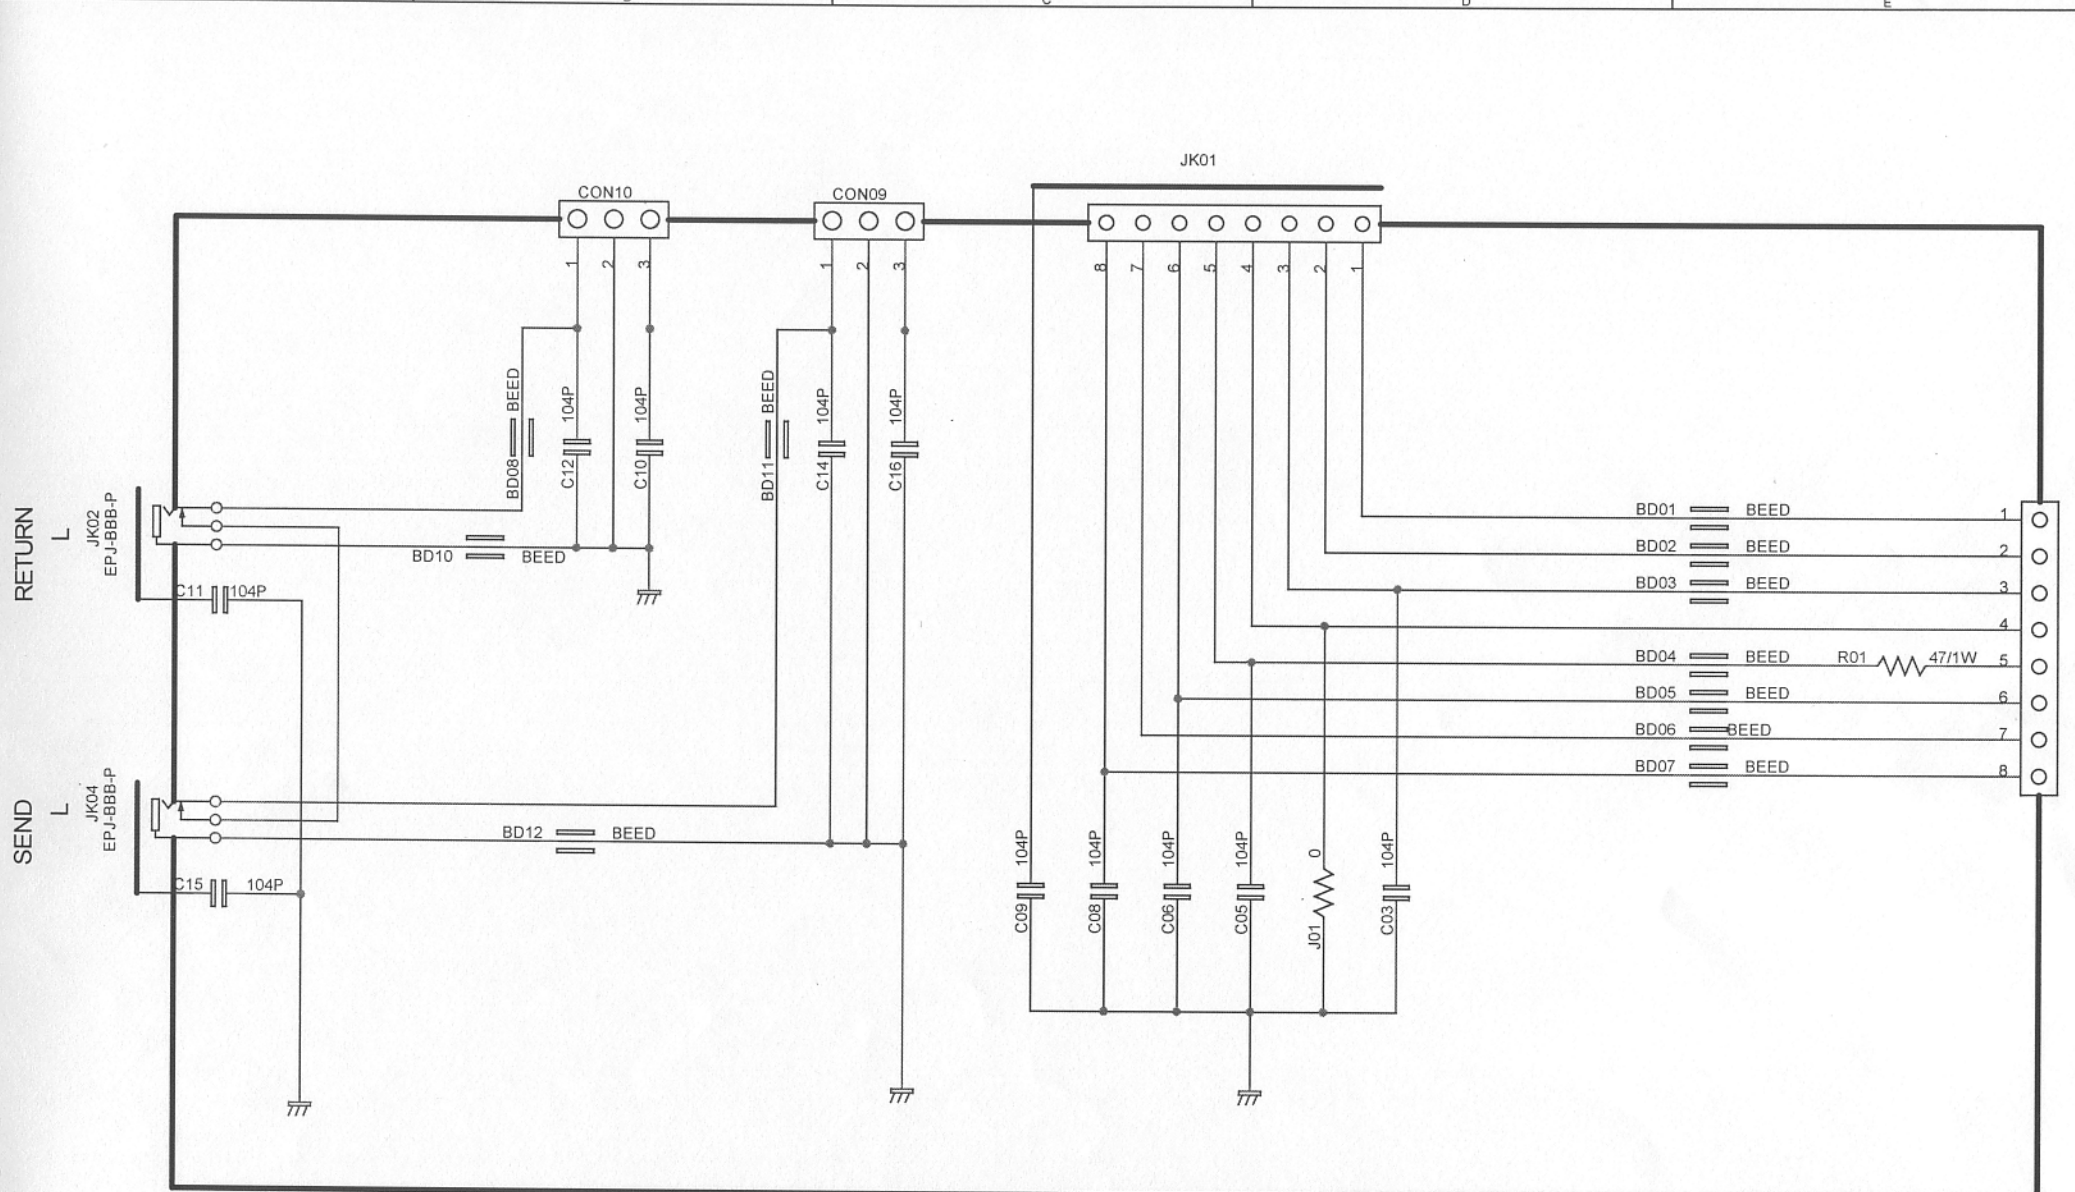 C
D
E
JK01
CON10
CON09
1
2
3
1
2
3
8
7
6
5
4
3
2
1
BD08 BEED
C12 104P
C10 104P
BD11 BEED
C14 104P
C16 104P
RETURN
L
JK02
EPJ-BBB-P
BD10 BEED
C11 104P
BD01 BEED 1
BD02 BEED 2
BD03 BEED 3
4
BD04 BEED R01 47/1W 5
BD05 BEED 6
BD06 BEED 7
BD07 BEED 8
SEND
L
JK04
EPJ-BBB-P
BD12 BEED
C15 104P
C09 104P
C08 104P
C06 104P
C05 104P
J01 0
C03 104P